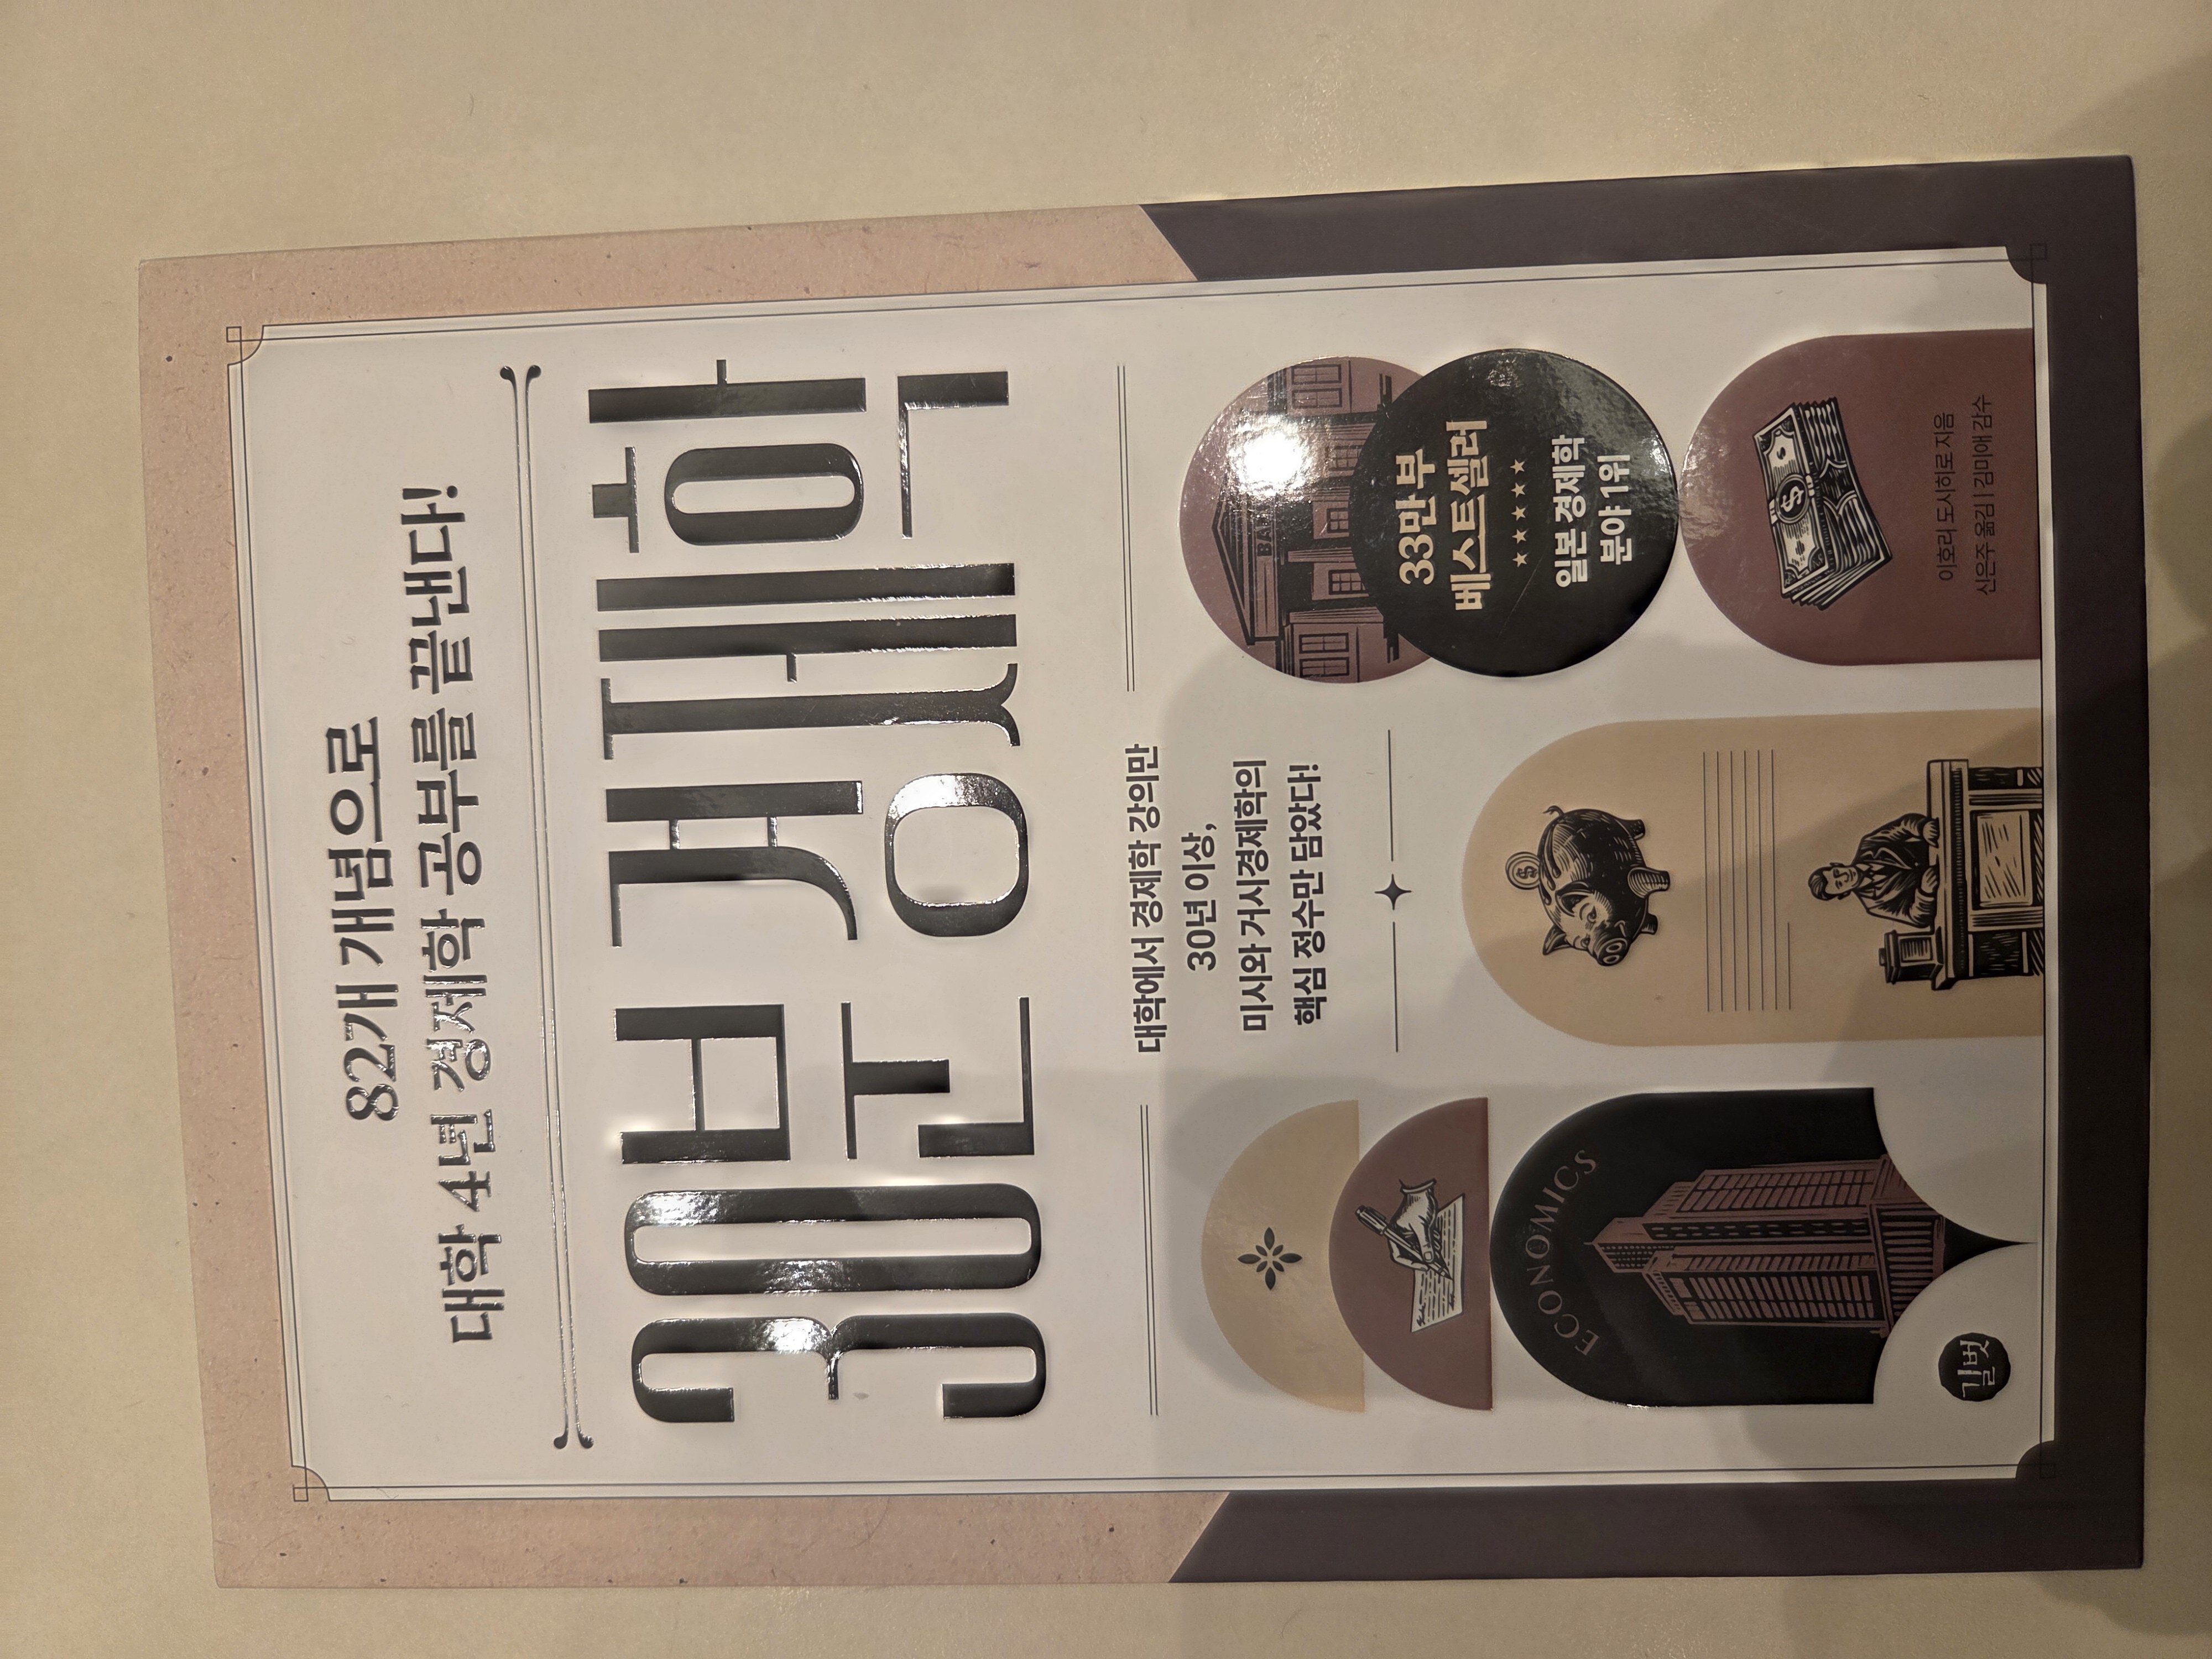 82개 개념으로
대학 4년 경제학 공부를 끝낸다!
30분 경제학
대학에서 경제학 강의만
30년 이상,
미시와 거시경제학의
핵심 정수만 담았다!
BA
33만 부
베스트셀러
일본 경제학
분야 1위
ECONOMICS
이호리 도시히로 지음
신은주 옮김 | 김미애 감수
길벗